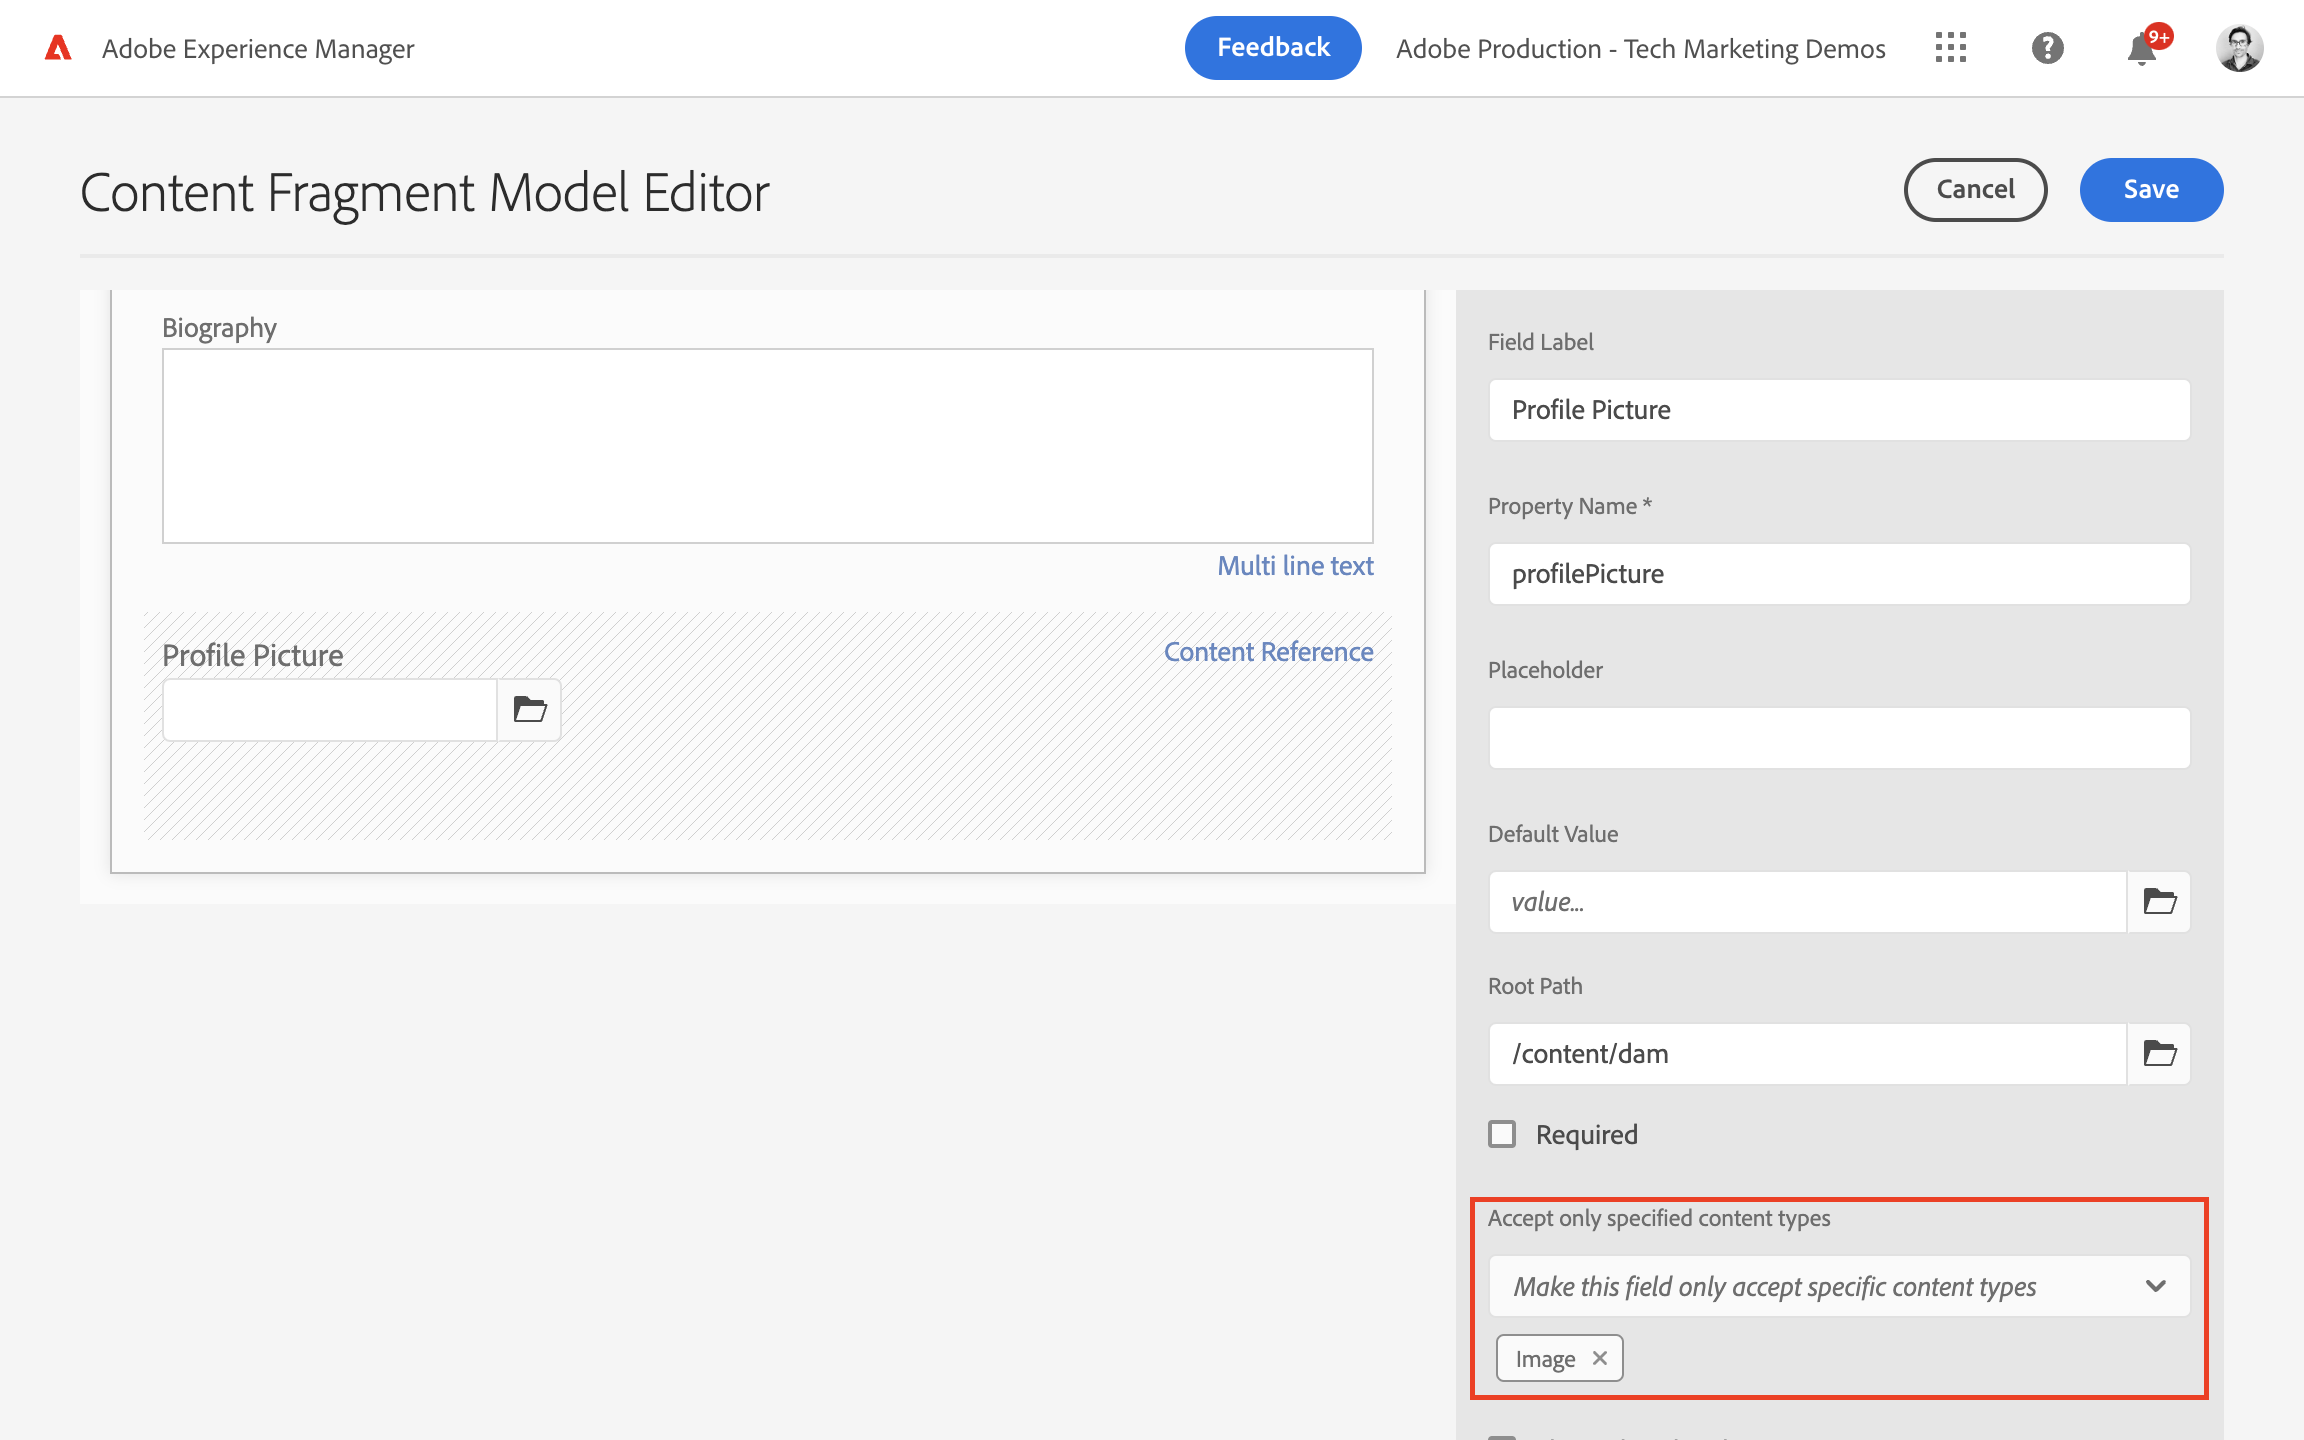 Adobe Experience Manager
Feedback
Adobe Production - Tech Marketing Demos
9+
Content Fragment Model Editor
Cancel
Save
Biography
Multi line text
Profile Picture
Content Reference
Field Label
Profile Picture
Property Name *
profilePicture
Placeholder
Default Value
value...
Root Path
/content/dam
Required
Accept only specified content types
Make this field only accept specific content types
Image